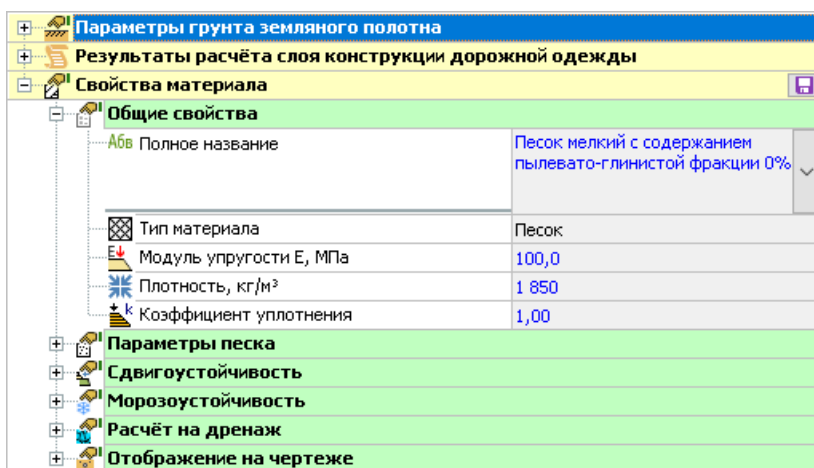 Параметры грунта земляного полотна
Результаты расчёта слоя конструкции дорожной одежды
Свойства материала
Общие свойства
Абв Полное название
Песок мелкий с содержанием
пылевато-глинистой фракции 0%
Тип материала Песок
E Модуль упругости E, МПа 100,0
Плотность, кг/м³ 1 850
k Коэффициент уплотнения 1,00
Параметры песка
Сдвигоустойчивость
Морозоустойчивость
Расчёт на дренаж
Отображение на чертеже